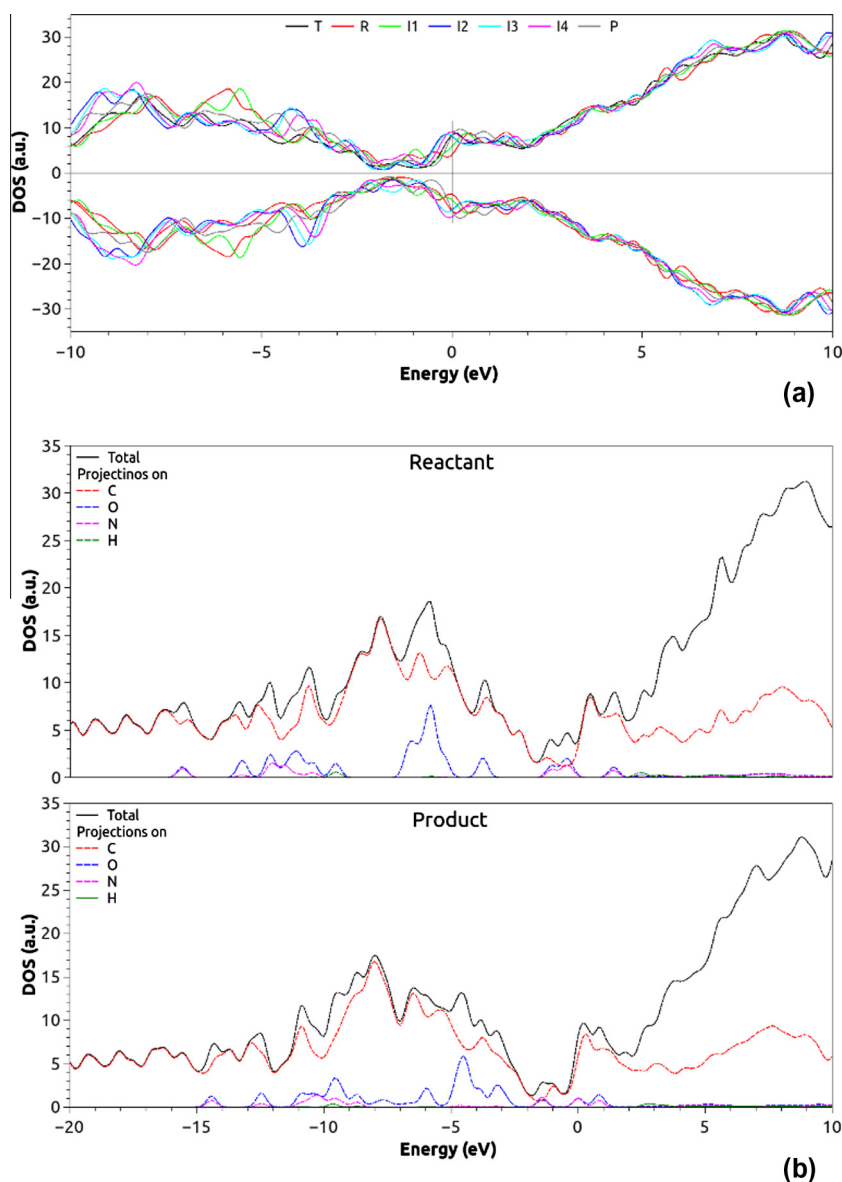 T R I1 I2 I3 I4 P
DOS (a.u.)
30
20
10
0
−10
−20
−30
−10 −5 0 5 10
Energy (eV)
(a)
Reactant
Total
Projectinos on
C
O
N
H
DOS (a.u.)
35
30
25
20
15
10
5
0
Product
Total
Projections on
C
O
N
H
DOS (a.u.)
35
30
25
20
15
10
5
0
−20 −15 −10 −5 0 5 10
Energy (eV)
(b)